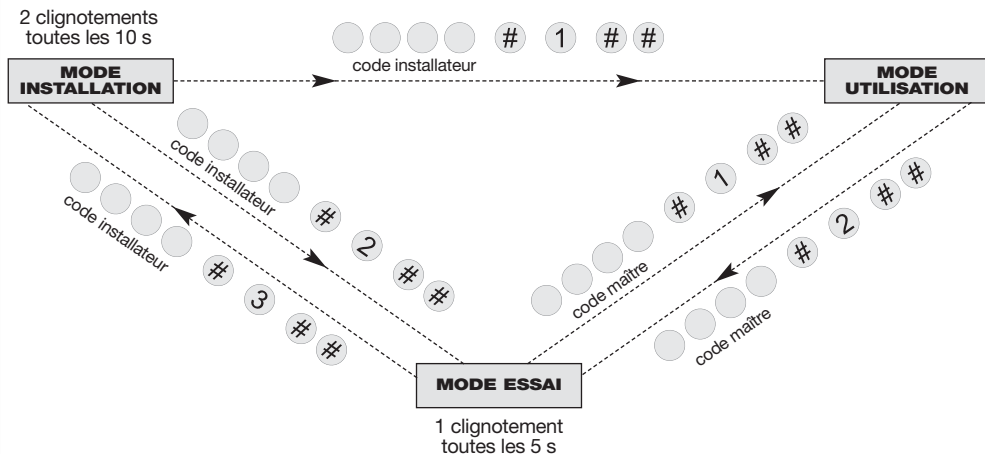 2 clignotements
toutes les 10 s
# 1 # #
code installateur
MODE
INSTALLATION
MODE
UTILISATION
code installateur
# 2 # #
code installateur
# 3 # #
code maître
# 1 # #
code maître
# 2 # #
MODE ESSAI
1 clignotement
toutes les 5 s